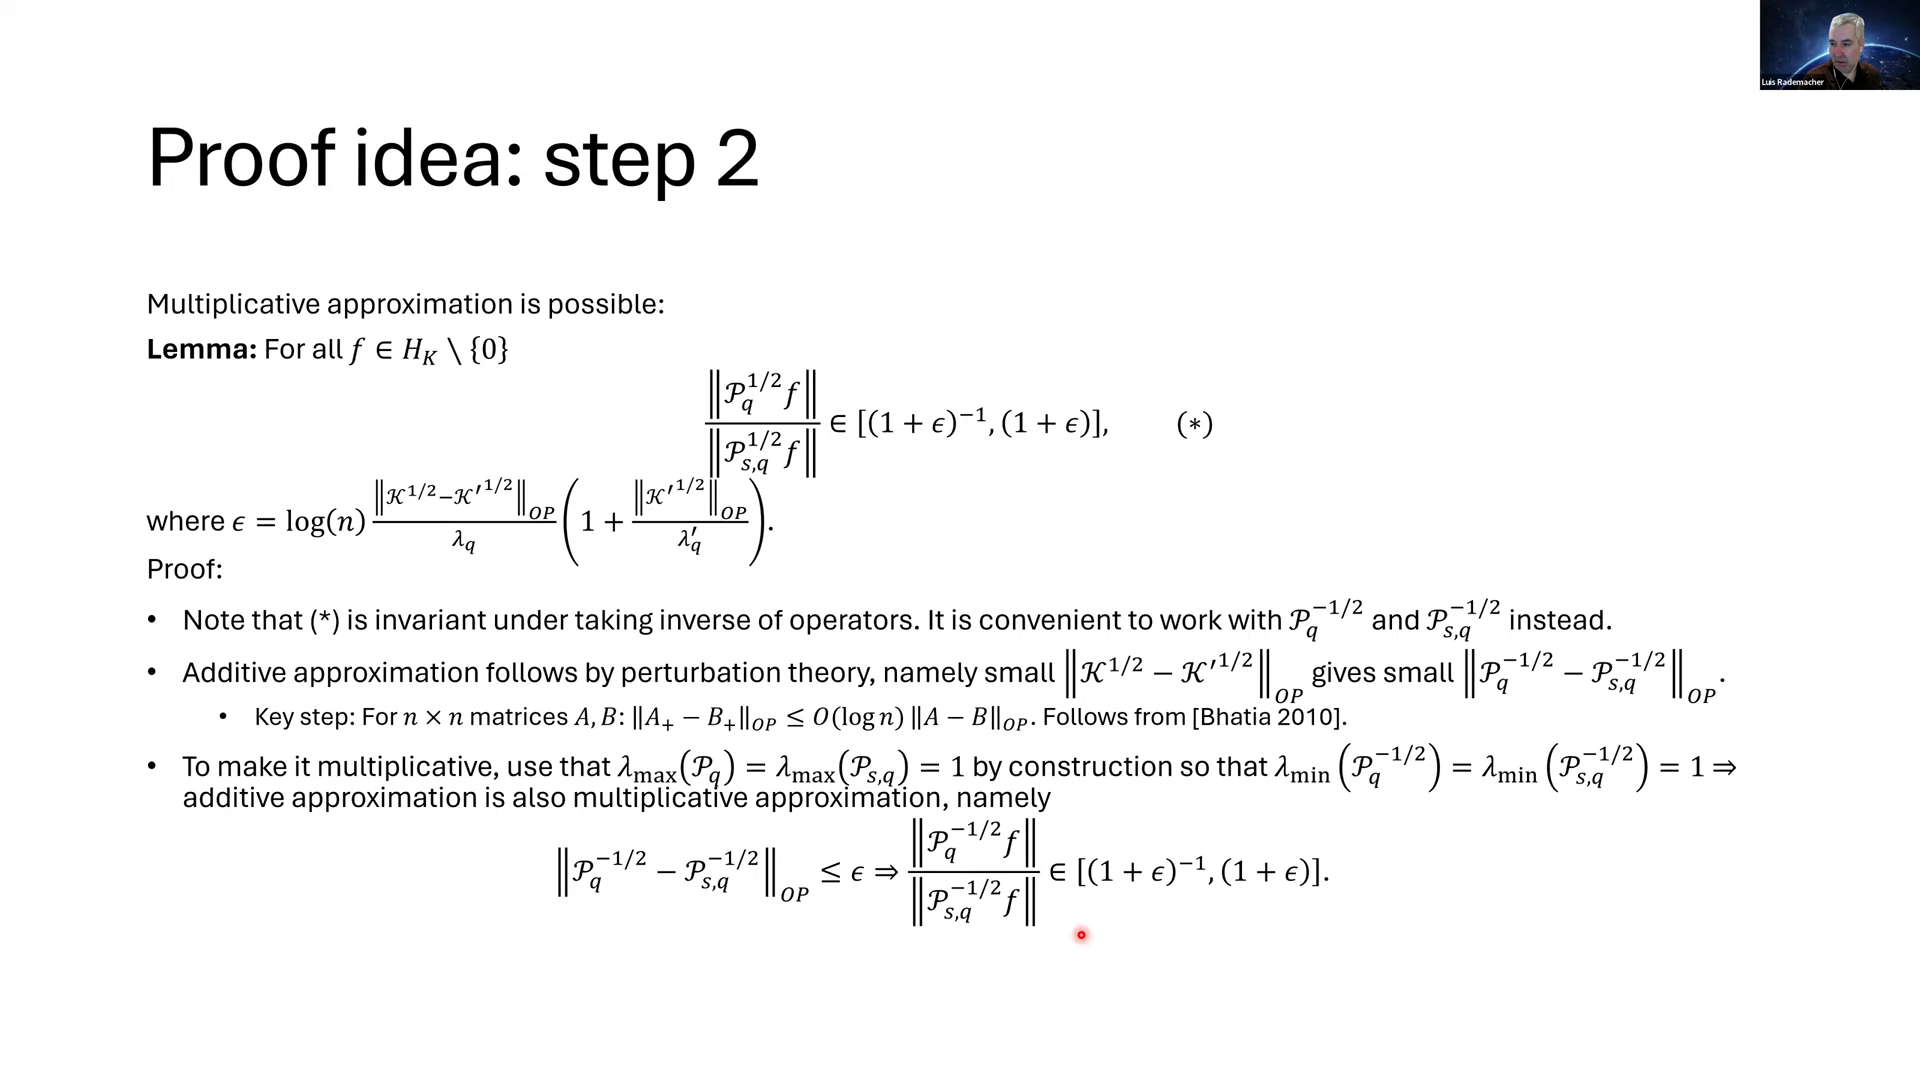 Luis Rademacher
Proof idea: step 2
Multiplicative approximation is possible:
Lemma: For all 𝑓 ∈ 𝐻_𝐾 ∖ {0}
‖𝒫_q^{1/2} f‖ / ‖𝒫_{s,q}^{1/2} f‖ ∈ [(1 + ϵ)^{−1}, (1 + ϵ)], (∗)
where ϵ = log(n) ‖𝒦^{1/2}−𝒦′^{1/2}‖_{OP} / λ_q (1 + ‖𝒦′^{1/2}‖_{OP} / λ′_q).
Proof:
• Note that (*) is invariant under taking inverse of operators. It is convenient to work with 𝒫_q^{−1/2} and 𝒫_{s,q}^{−1/2} instead.
• Additive approximation follows by perturbation theory, namely small ‖𝒦^{1/2} − 𝒦′^{1/2}‖_{OP} gives small ‖𝒫_q^{−1/2} − 𝒫_{s,q}^{−1/2}‖_{OP}.
• Key step: For n × n matrices A, B: ‖A_+ − B_+‖_{OP} ≤ O(log n) ‖A − B‖_{OP}. Follows from [Bhatia 2010].
• To make it multiplicative, use that λ_max(𝒫_q) = λ_max(𝒫_{s,q}) = 1 by construction so that λ_min(𝒫_q^{−1/2}) = λ_min(𝒫_{s,q}^{−1/2}) = 1 ⇒
additive approximation is also multiplicative approximation, namely
‖𝒫_q^{−1/2} − 𝒫_{s,q}^{−1/2}‖_{OP} ≤ ϵ ⇒ ‖𝒫_q^{−1/2} f‖ / ‖𝒫_{s,q}^{−1/2} f‖ ∈ [(1 + ϵ)^{−1}, (1 + ϵ)].